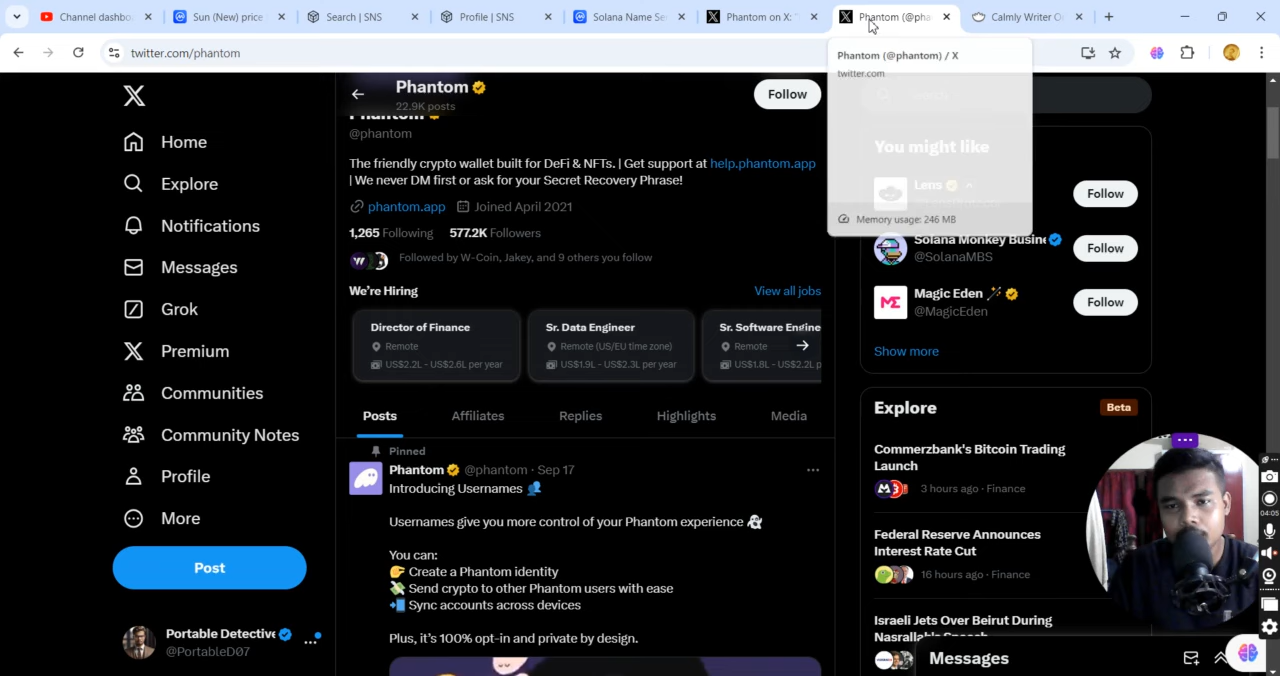 Channel dashbo
Sun (New) price
Search | SNS
Profile | SNS
Solana Name Se
Phantom on X: "
Phantom (@pha
Calmly Writer O
twitter.com/phantom
Phantom (@phantom) / X
twitter.com
Memory usage: 246 MB
Home
Explore
Notifications
Messages
Grok
Premium
Communities
Community Notes
Profile
More
Post
Portable Detective
@PortableD07
Phantom
22.9K posts
Follow
Phantom
@phantom
The friendly crypto wallet built for DeFi & NFTs. | Get support at help.phantom.app
| We never DM first or ask for your Secret Recovery Phrase!
phantom.app Joined April 2021
1,265 Following 577.2K Followers
Followed by W-Coin, Jakey, and 9 others you follow
We're Hiring
View all jobs
Director of Finance
Remote
US$2.2L - US$2.6L per year
Sr. Data Engineer
Remote (US/EU time zone)
US$1.9L - US$2.3L per year
Sr. Software Engine
Remote
US$1.8L - US$2.2L p
Posts
Affiliates
Replies
Highlights
Media
Pinned
Phantom @phantom · Sep 17
Introducing Usernames 👥
Usernames give you more control of your Phantom experience 👻
You can:
👉 Create a Phantom identity
💸 Send crypto to other Phantom users with ease
📲 Sync accounts across devices
Plus, it's 100% opt-in and private by design.
You might like
Lens
Follow
Solana Monkey Busine
@SolanaMBS
Follow
Magic Eden 🪄
@MagicEden
Follow
Show more
Explore
Beta
Commerzbank's Bitcoin Trading
Launch
3 hours ago · Finance
Federal Reserve Announces
Interest Rate Cut
16 hours ago · Finance
Israeli Jets Over Beirut During
Nasrallah's Speech
Messages
04:05